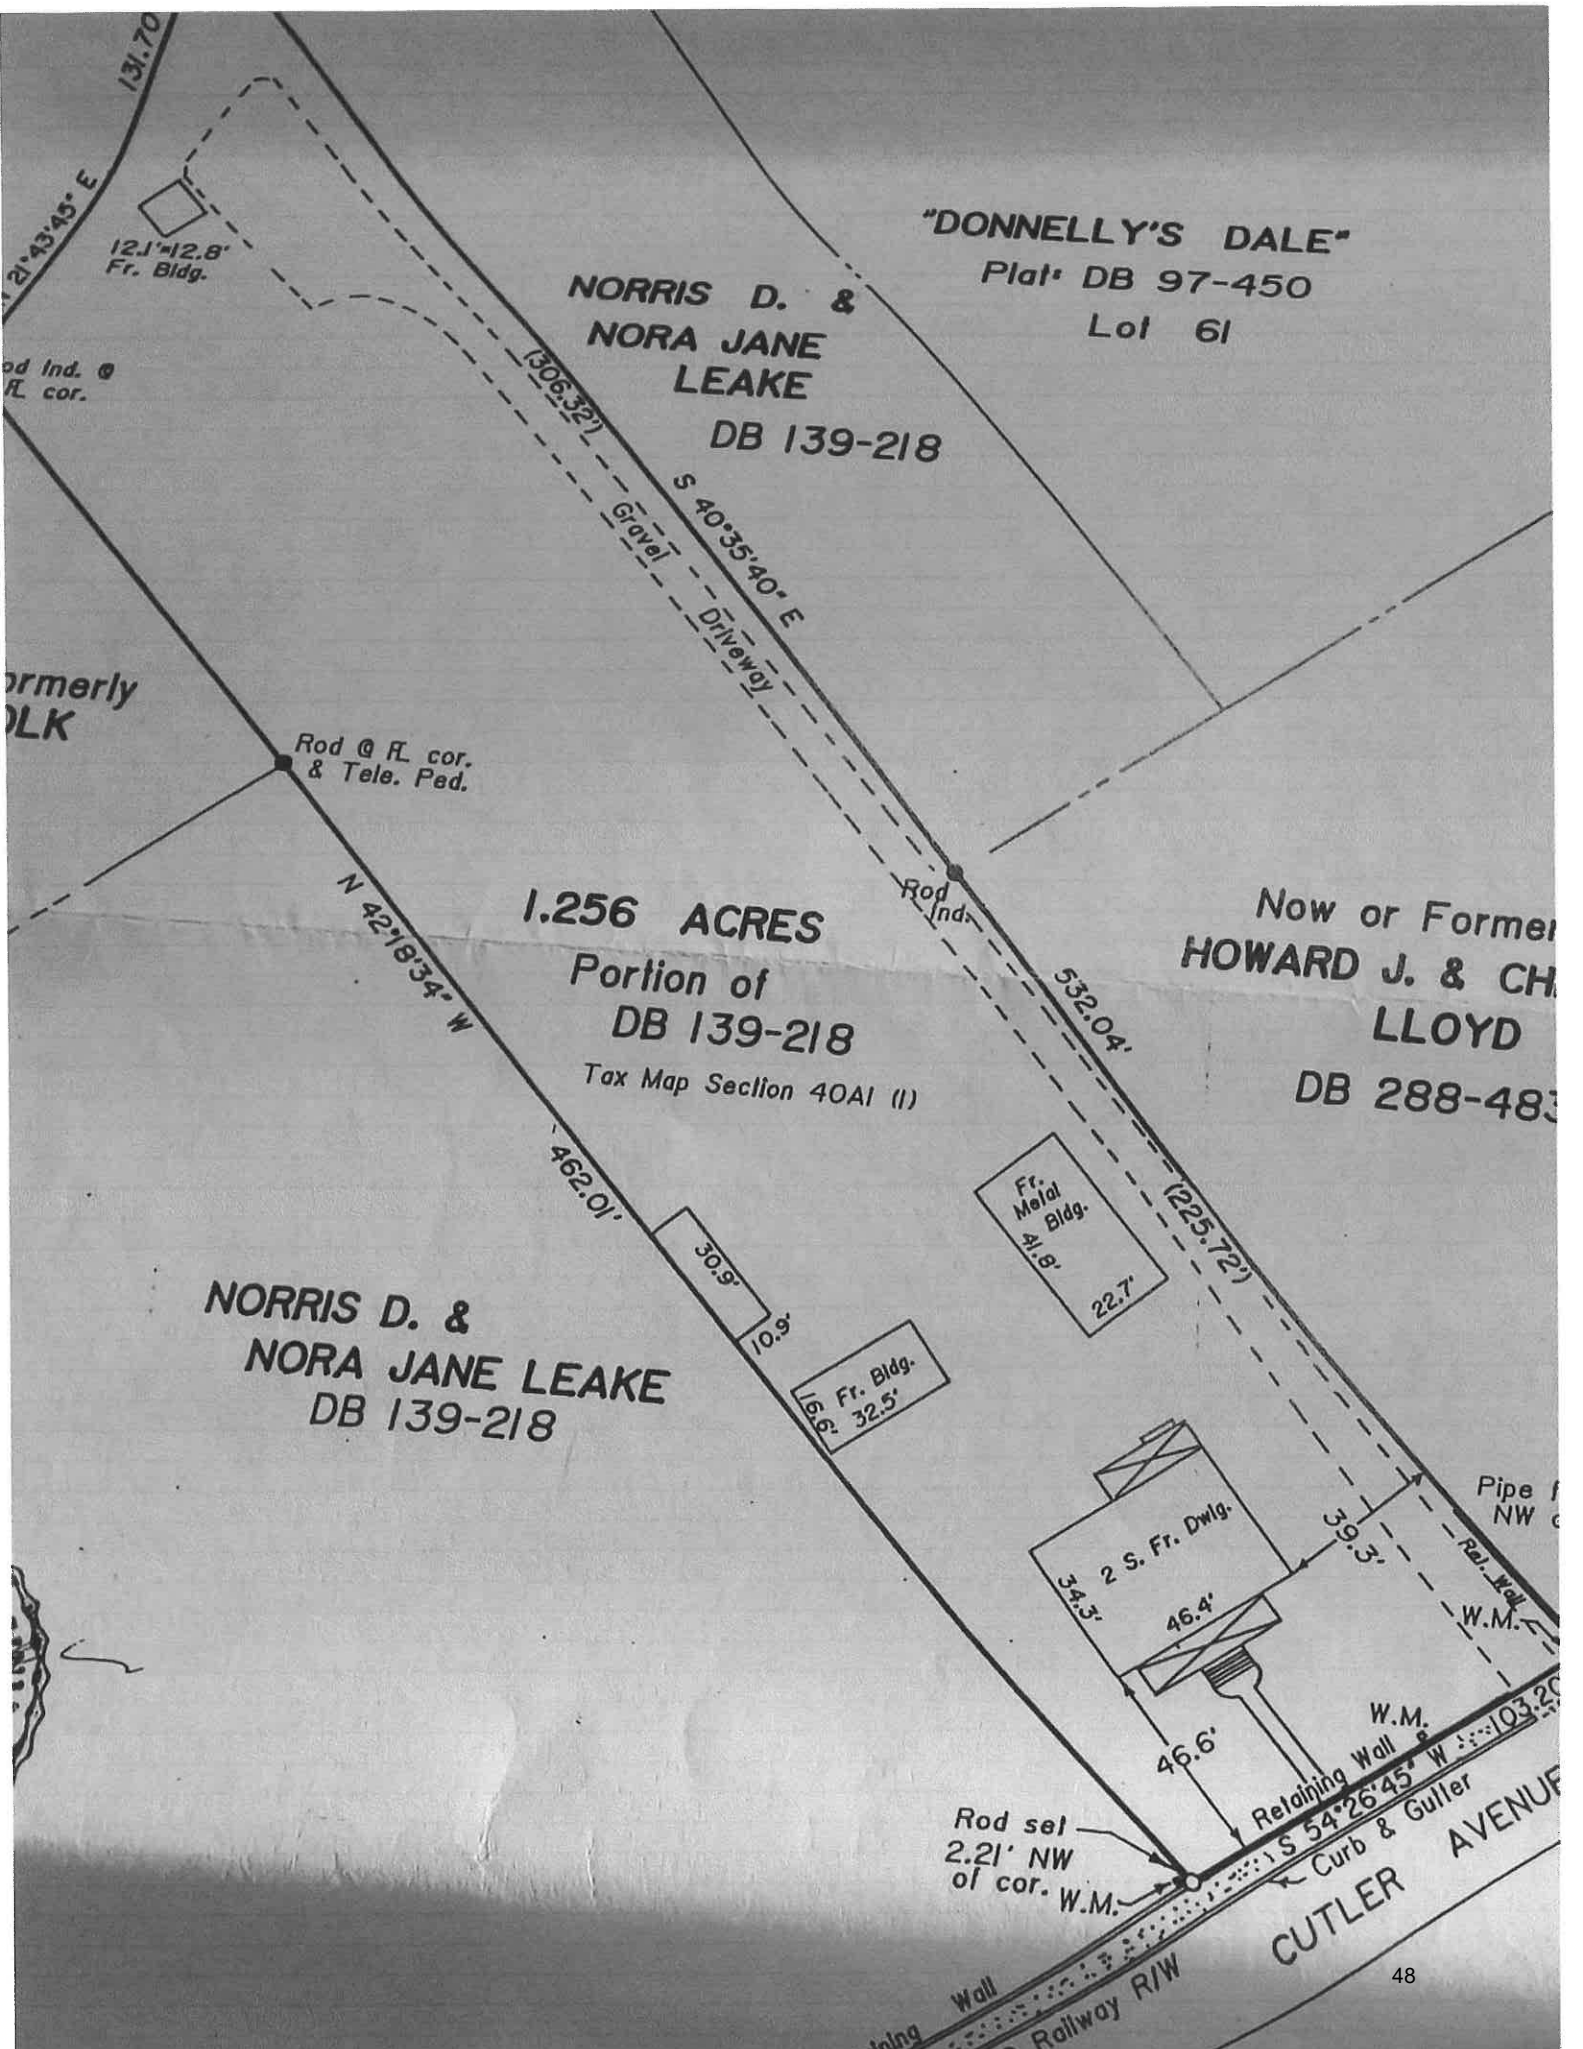 131.70
21°43'45" E
12.1'x12.8'
Fr. Bldg.
"DONNELLY'S DALE"
Plat: DB 97-450
Lot 61
NORRIS D. &
NORA JANE
LEAKE
DB 139-218
od Ind. @
PL cor.
(306.32')
S 40°35'40" E
Gravel
Driveway
ormerly
OLK
Rod @ PL cor.
& Tele. Ped.
N 42°18'34" W
1.256 ACRES
Portion of
DB 139-218
Tax Map Section 40A1 (1)
Rod
Ind.
532.04'
Now or Former
HOWARD J. & CH
LLOYD
DB 288-483
462.01'
Fr.
Metal
Bldg.
41.8'
22.7'
(225.72')
30.9'
10.9'
NORRIS D. &
NORA JANE LEAKE
DB 139-218
Fr. Bldg.
16.6'
32.5'
2 S. Fr. Dwlg.
34.3'
46.4'
39.3'
Pipe f
NW c
Ret. Wall
W.M.
46.6'
W.M.
Retaining Wall
S 54°26'45" W
103.20
Curb & Gutter
CUTLER AVENUE
Rod set
2.21' NW
of cor.
W.M.
ining Wall
Railway R/W
48